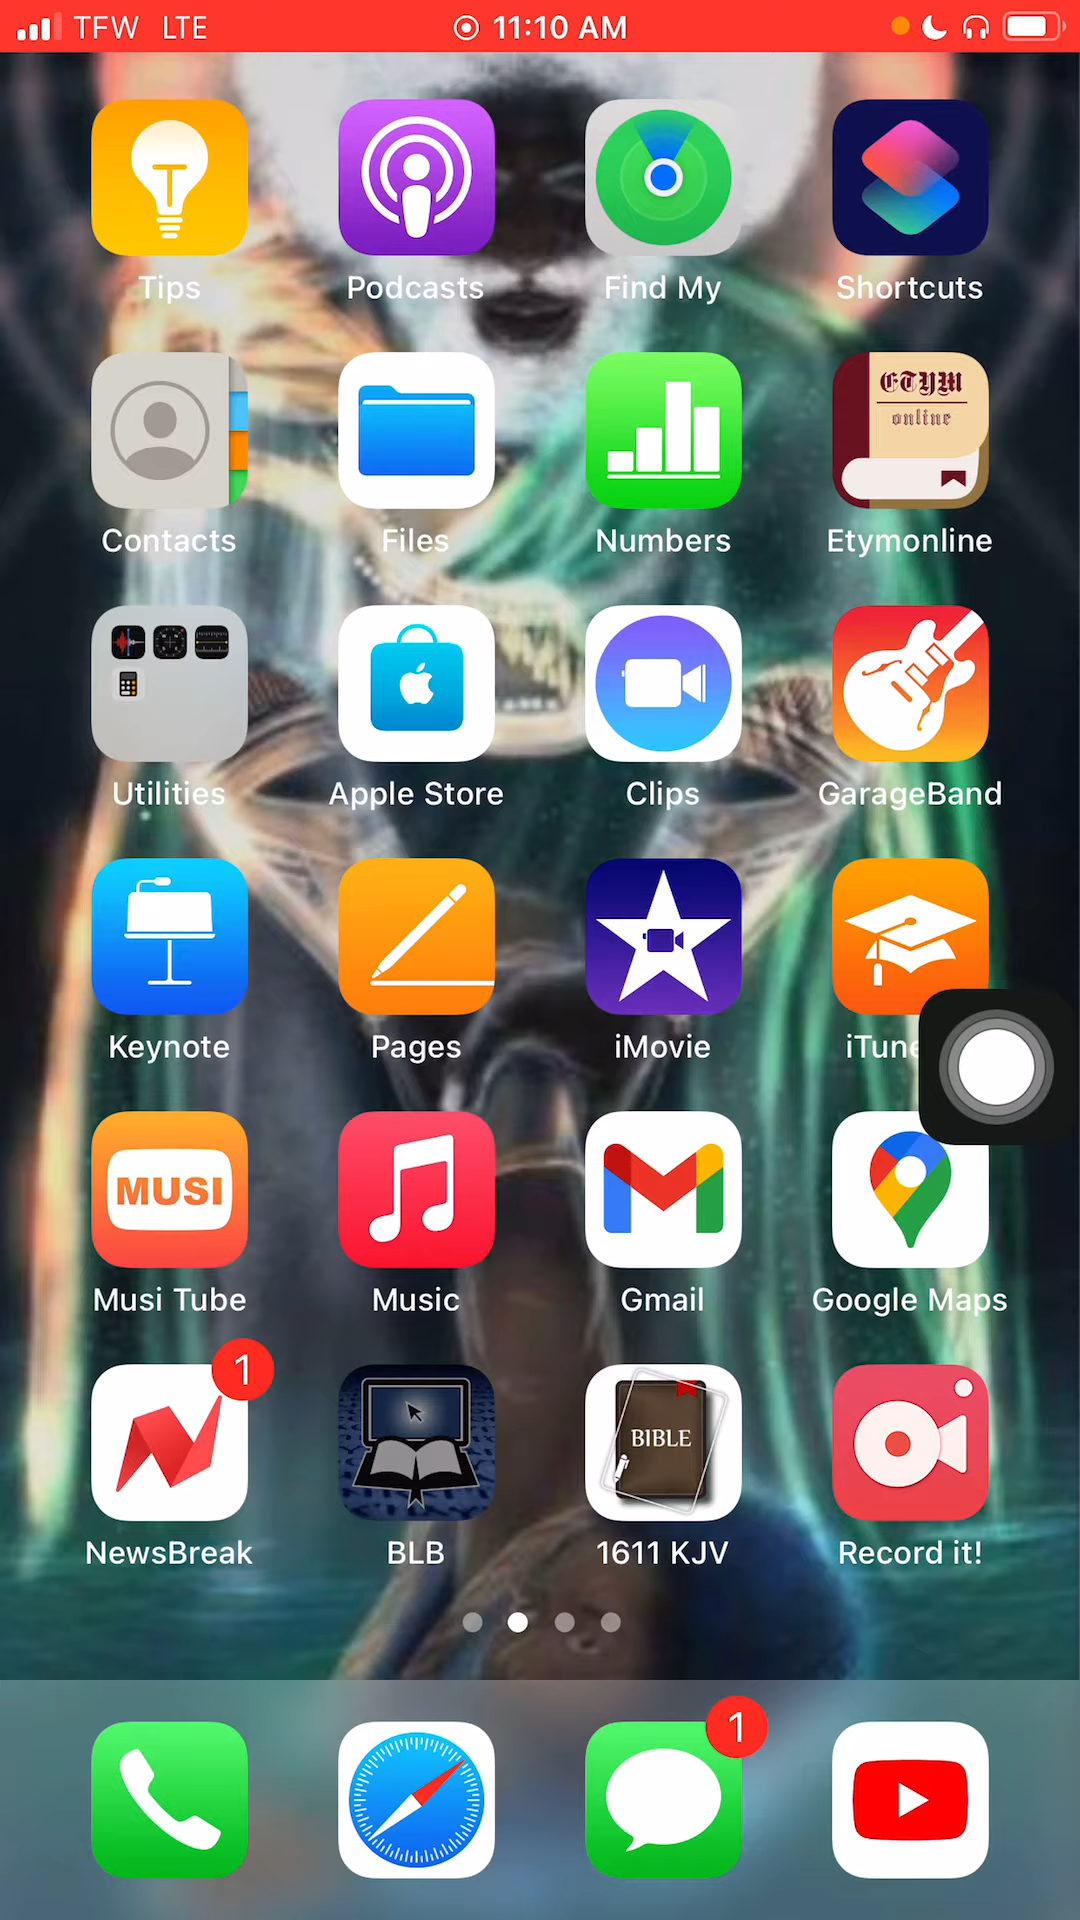 TFW LTE 11:10 AM
Tips Podcasts Find My Shortcuts
ETYM
online
Contacts Files Numbers Etymonline
Utilities Apple Store Clips GarageBand
Keynote Pages iMovie iTune
MUSI
Musi Tube Music Gmail Google Maps
1
BIBLE
NewsBreak BLB 1611 KJV Record it!
1